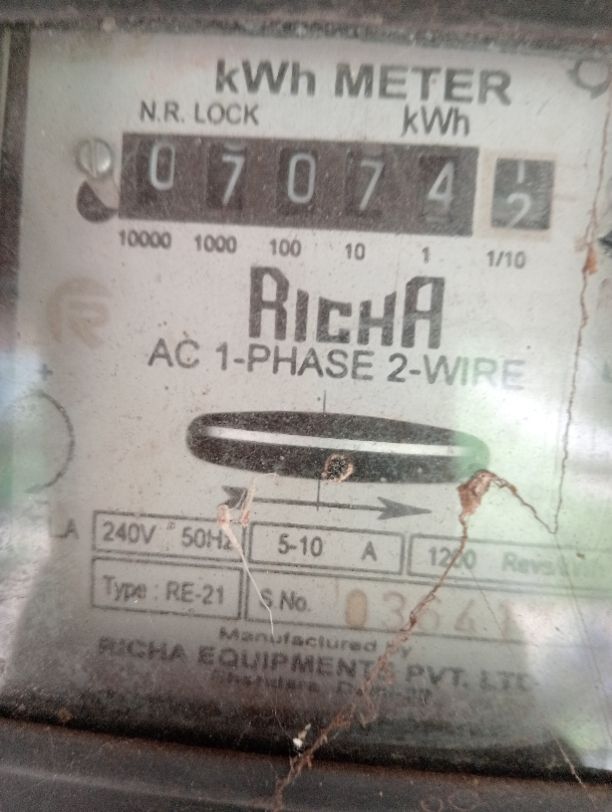 kWh METER
N.R. LOCK kWh
0 7 0 7 4 1 2
10000 1000 100 10 1 1/10
RICHA
AC 1-PHASE 2-WIRE
240V 50Hz 5-10 A 1200
Type : RE-21 S.No. 03641
Manufactured by
RICHA EQUIPMENTS PVT. LTD